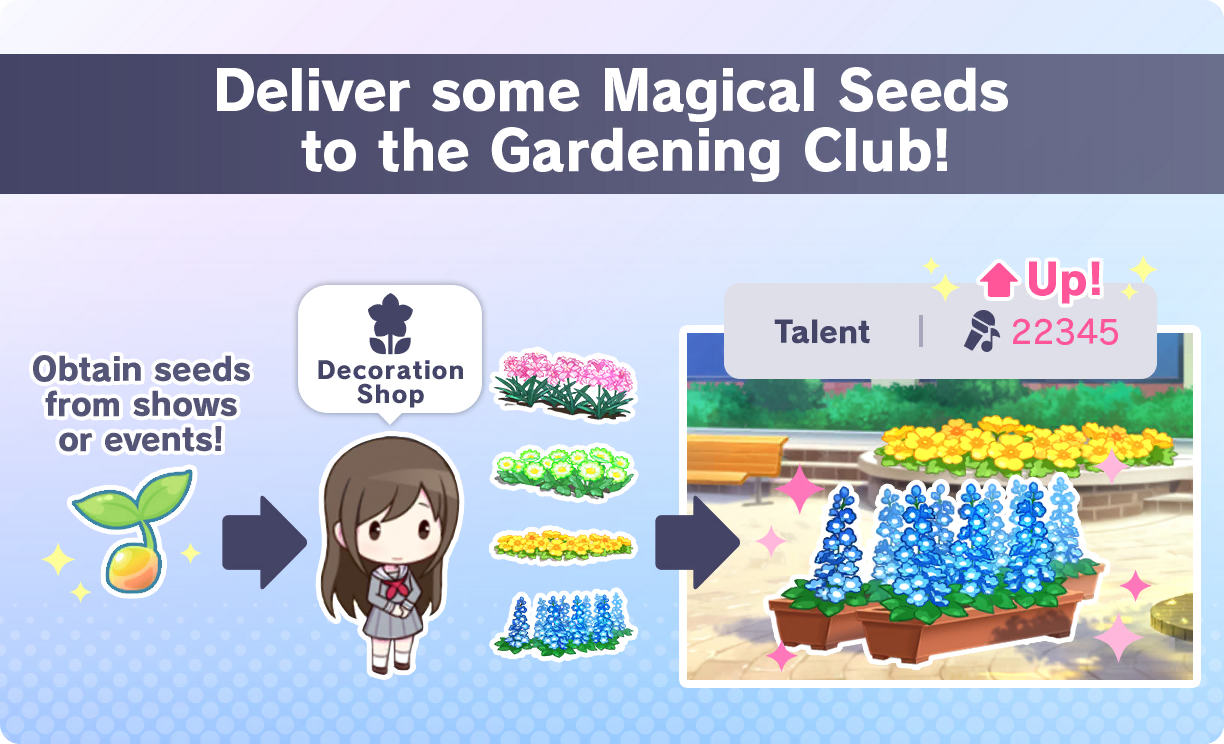 Deliver some Magical Seeds
to the Gardening Club!
Obtain seeds
from shows
or events!
Decoration
Shop
Up!
Talent
22345